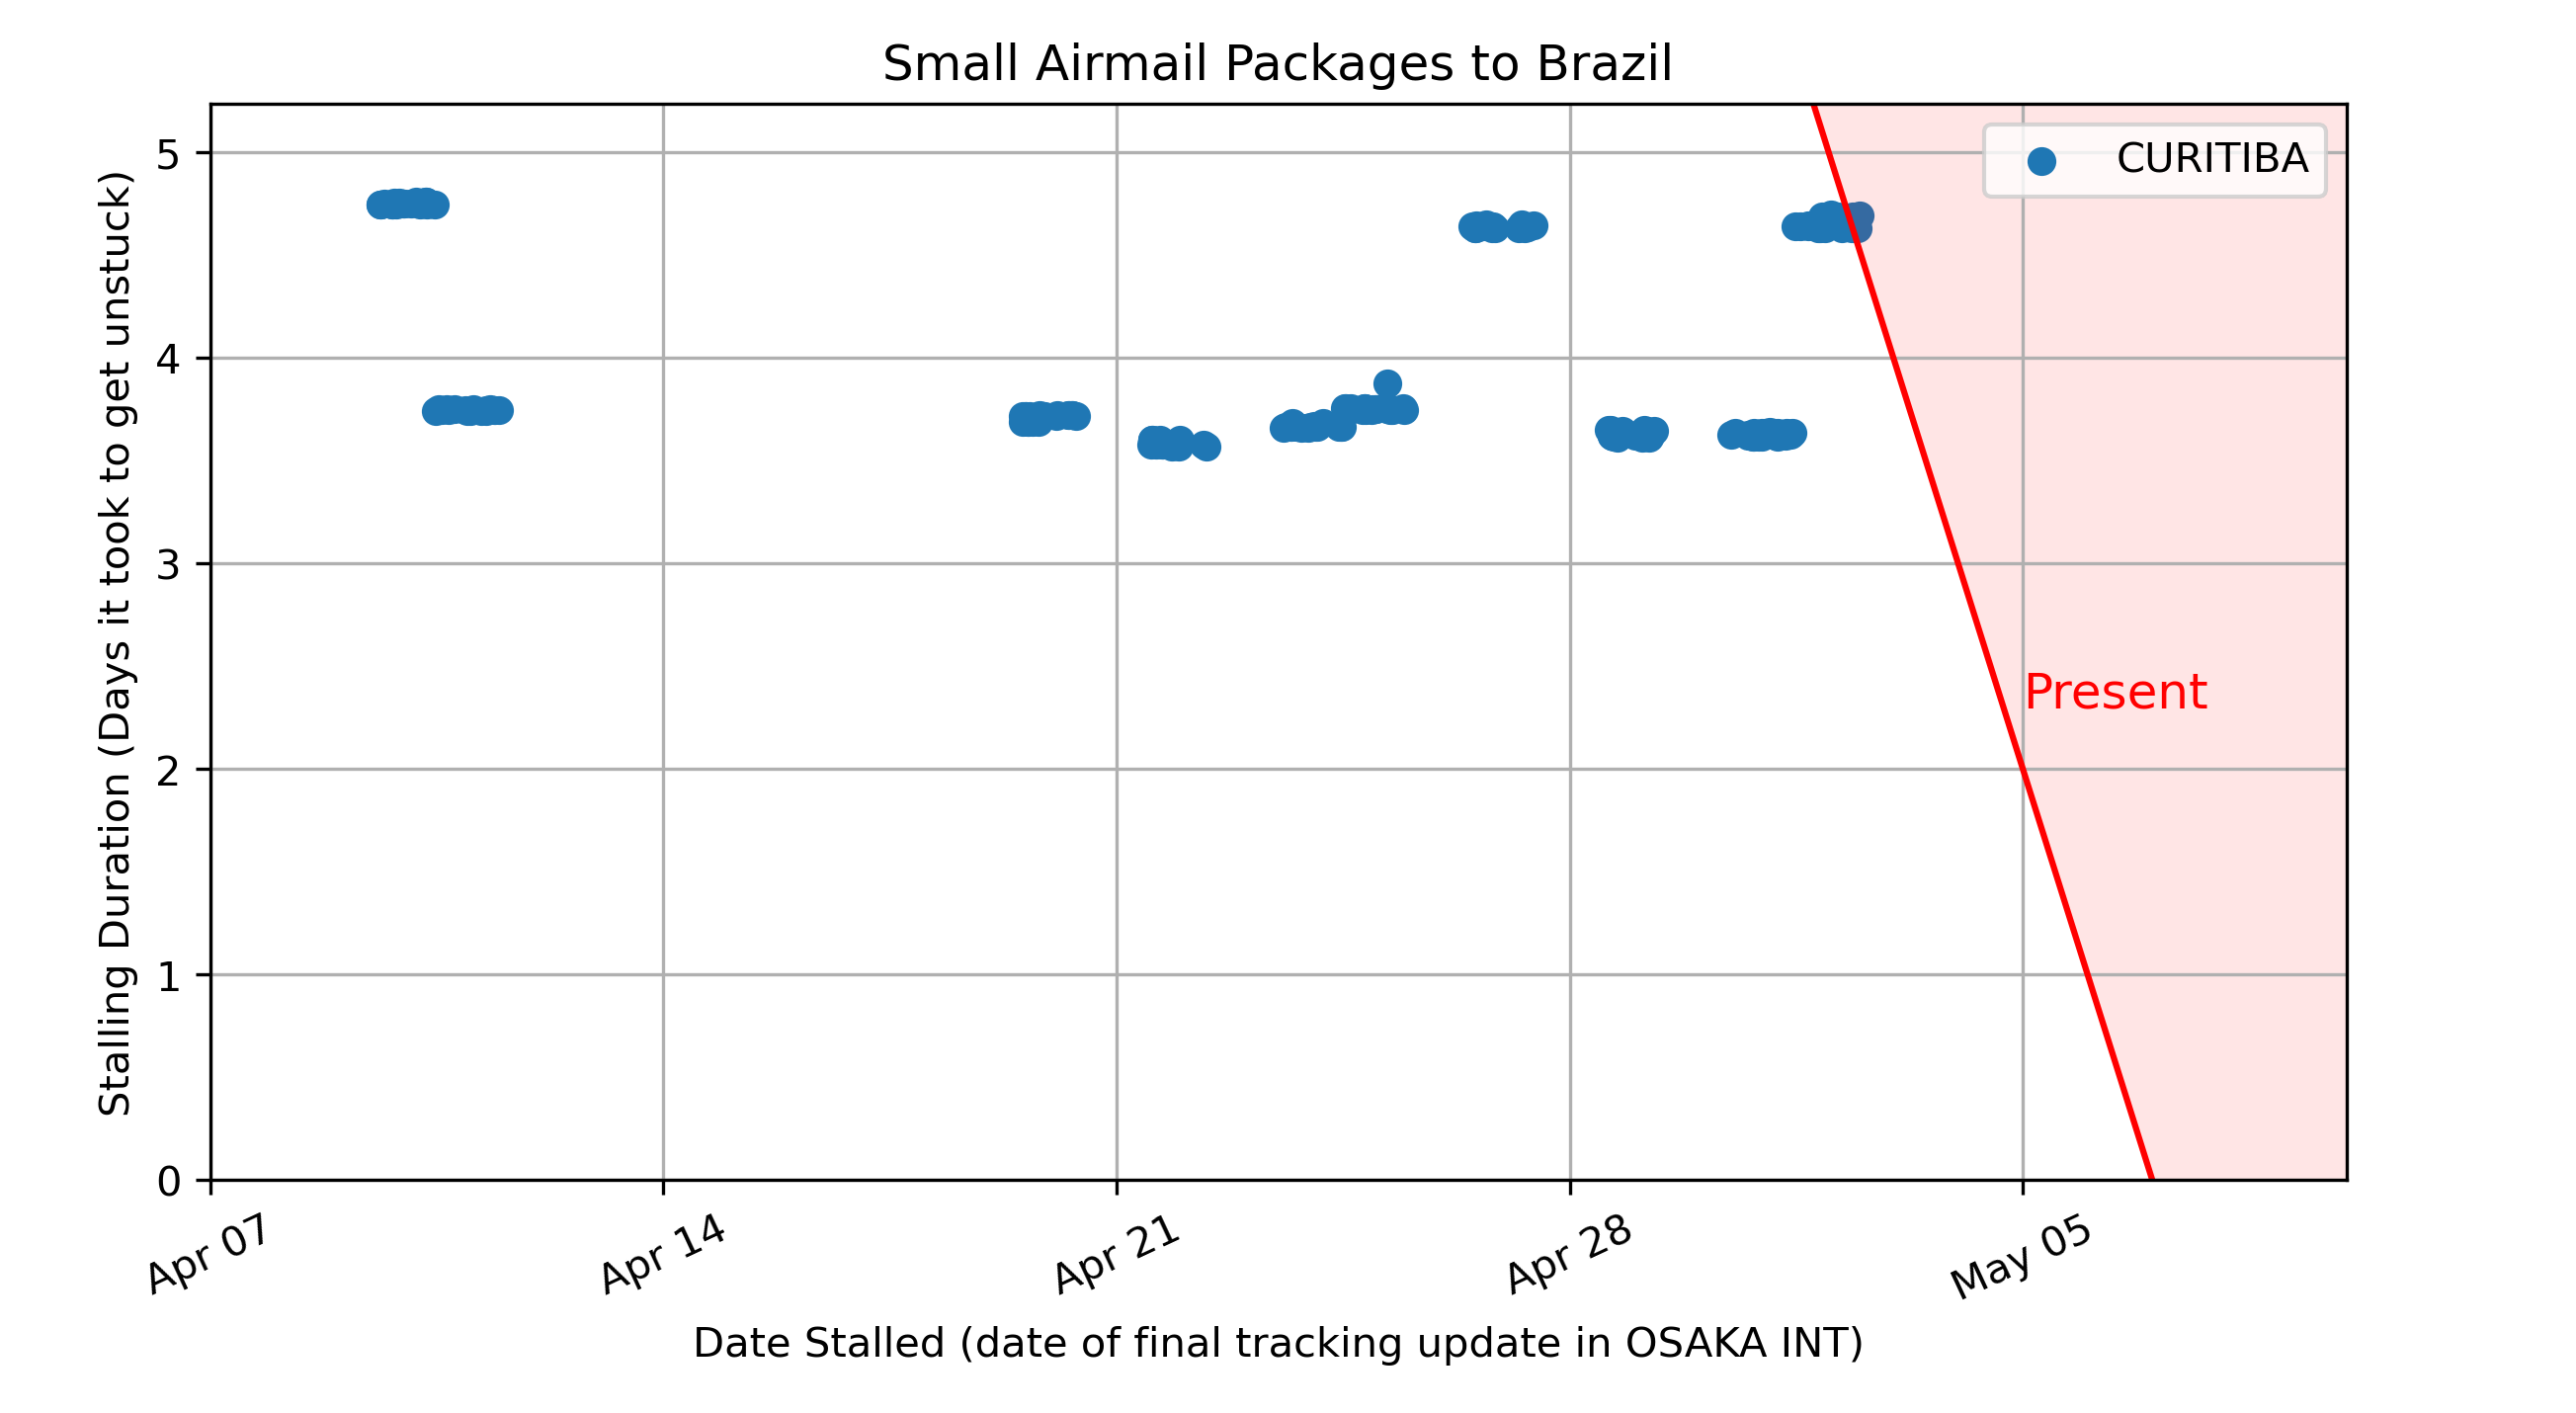 Small Airmail Packages to Brazil
CURITIBA
Stalling Duration (Days it took to get unstuck)
5
4
3
2
1
0
Present
Apr 07
Apr 14
Apr 21
Apr 28
May 05
Date Stalled (date of final tracking update in OSAKA INT)